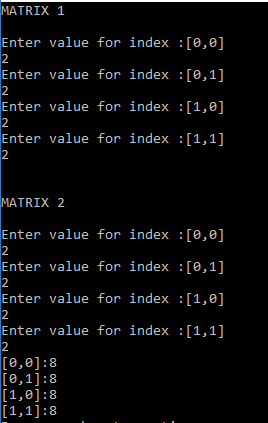 MATRIX 1
Enter value for index :[0,0]
2
Enter value for index :[0,1]
2
Enter value for index :[1,0]
2
Enter value for index :[1,1]
2
MATRIX 2
Enter value for index :[0,0]
2
Enter value for index :[0,1]
2
Enter value for index :[1,0]
2
Enter value for index :[1,1]
2
[0,0]:8
[0,1]:8
[1,0]:8
[1,1]:8